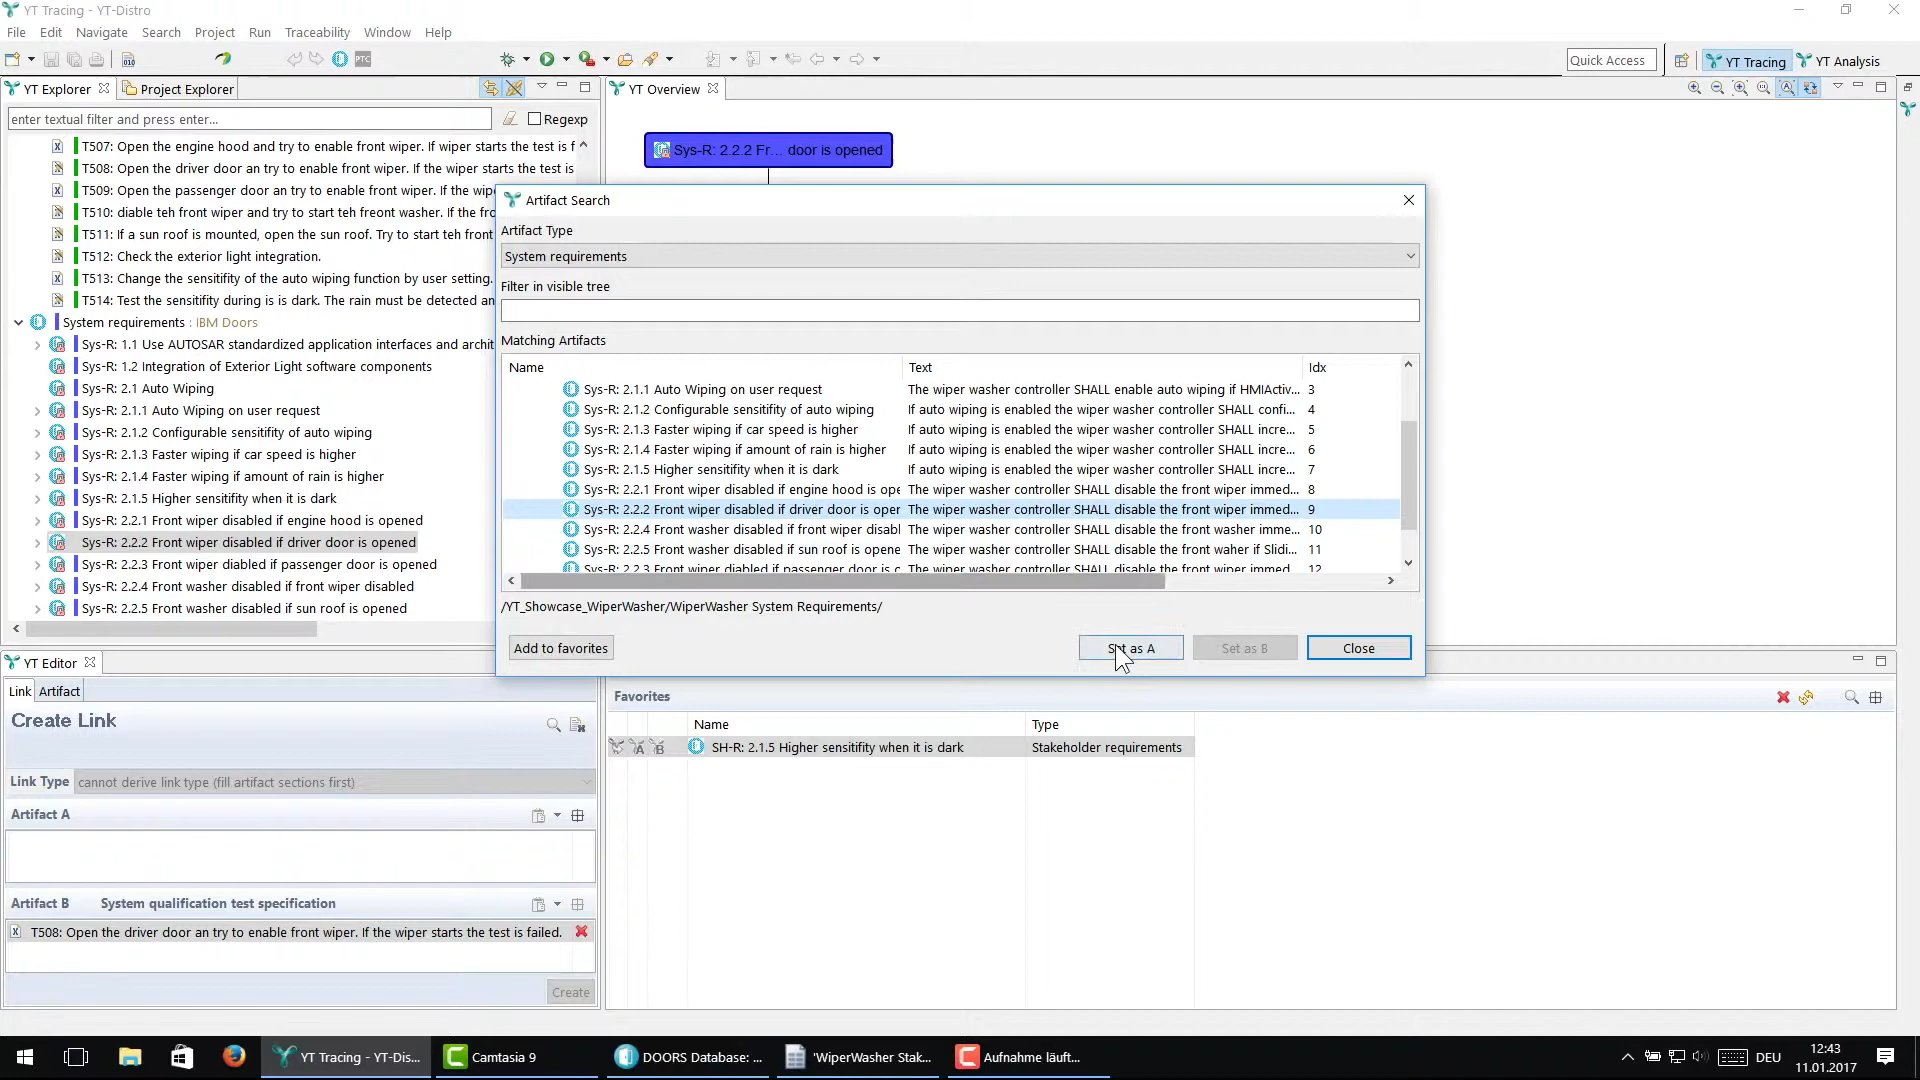 YT Tracing - YT-Distro
File Edit Navigate Search Project Run Traceability Window Help
Quick Access YT Tracing YT Analysis
YT Explorer Project Explorer
YT Overview
enter textual filter and press enter... Regexp
T507: Open the engine hood and try to enable front wiper. If wiper starts the test is f
T508: Open the driver door an try to enable front wiper. If the wiper starts the test is
T509: Open the passenger door an try to enable front wiper. If the wipe
T510: diable teh front wiper and try to start teh freont washer. If the fro
T511: If a sun roof is mounted, open the sun roof. Try to start teh front
T512: Check the exterior light integration.
T513: Change the sensitivity of the auto wiping function by user setting.
T514: Test the sensitifity during is is dark. The rain must be detected an
System requirements : IBM Doors
Sys-R: 1.1 Use AUTOSAR standardized application interfaces and archit
Sys-R: 1.2 Integration of Exterior Light software components
Sys-R: 2.1 Auto Wiping
Sys-R: 2.1.1 Auto Wiping on user request
Sys-R: 2.1.2 Configurable sensitivity of auto wiping
Sys-R: 2.1.3 Faster wiping if car speed is higher
Sys-R: 2.1.4 Faster wiping if amount of rain is higher
Sys-R: 2.1.5 Higher sensitifity when it is dark
Sys-R: 2.2.1 Front wiper disabled if engine hood is opened
Sys-R: 2.2.2 Front wiper disabled if driver door is opened
Sys-R: 2.2.3 Front wiper diabled if passenger door is opened
Sys-R: 2.2.4 Front washer disabled if front wiper disabled
Sys-R: 2.2.5 Front washer disabled if sun roof is opened
Sys-R: 2.2.2 Fr... door is opened
Artifact Search
Artifact Type
System requirements
Filter in visible tree
Matching Artifacts
Name Text Idx
Sys-R: 2.1.1 Auto Wiping on user request The wiper washer controller SHALL enable auto wiping if HMIActiv... 3
Sys-R: 2.1.2 Configurable sensitivity of auto wiping If auto wiping is enabled the wiper washer controller SHALL confi... 4
Sys-R: 2.1.3 Faster wiping if car speed is higher If auto wiping is enabled the wiper washer controller SHALL incre... 5
Sys-R: 2.1.4 Faster wiping if amount of rain is higher If auto wiping is enabled the wiper washer controller SHALL incre... 6
Sys-R: 2.1.5 Higher sensitifity when it is dark If auto wiping is enabled the wiper washer controller SHALL incre... 7
Sys-R: 2.2.1 Front wiper disabled if engine hood is ope The wiper washer controller SHALL disable the front wiper immed... 8
Sys-R: 2.2.2 Front wiper disabled if driver door is oper The wiper washer controller SHALL disable the front wiper immed... 9
Sys-R: 2.2.4 Front washer disabled if front wiper disabl The wiper washer controller SHALL disable the front washer imme... 10
Sys-R: 2.2.5 Front washer disabled if sun roof is opene The wiper washer controller SHALL disable the front waher if Slidi... 11
Sys-R: 2.2.3 Front wiper diabled if passenger door is c The wiper washer controller SHALL disable the front wiper immed 12
/YT_Showcase_WiperWasher/WiperWasher System Requirements/
Add to favorites Set as A Set as B Close
YT Editor
Link Artifact
Create Link
Link Type cannot derive link type (fill artifact sections first)
Artifact A
Artifact B System qualification test specification
T508: Open the driver door an try to enable front wiper. If the wiper starts the test is failed.
Create
Favorites
Name Type
A B SH-R: 2.1.5 Higher sensitifity when it is dark Stakeholder requirements
YT Tracing - YT-Dis... Camtasia 9 DOORS Database: ... 'WiperWasher Stak... Aufnahme läuft... DEU 12:43
11.01.2017